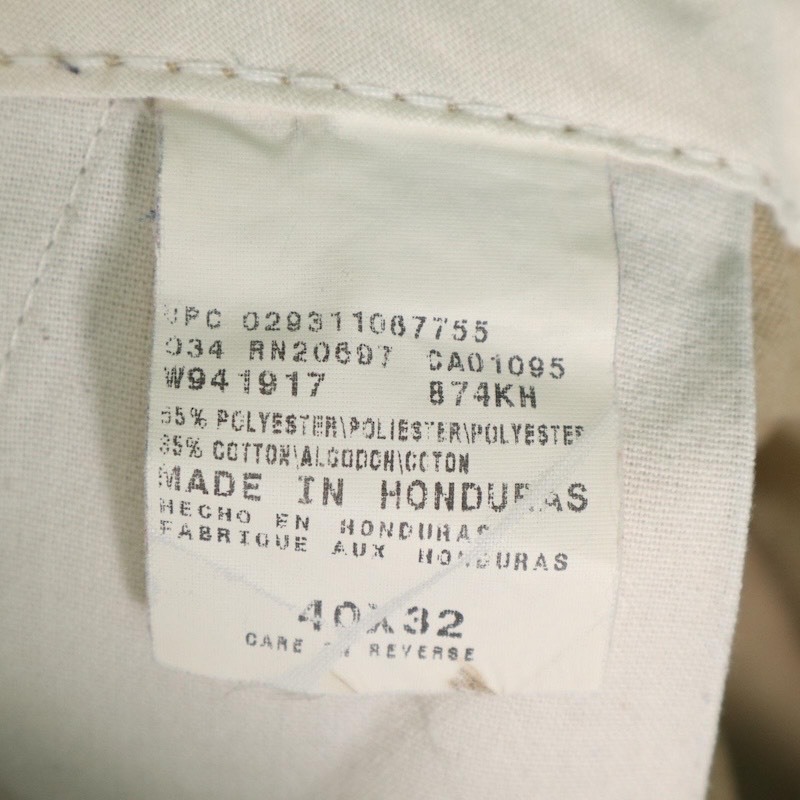 UPC 029311067755
034 RN20697 CA01095
W941917 874KH
65% POLYESTER\POLIESTER\POLYESTER
35% COTTON\ALGODON\COTON
MADE IN HONDURAS
HECHO EN HONDURAS
FABRIQUE AUX HONDURAS
40X32
CARE ON REVERSE